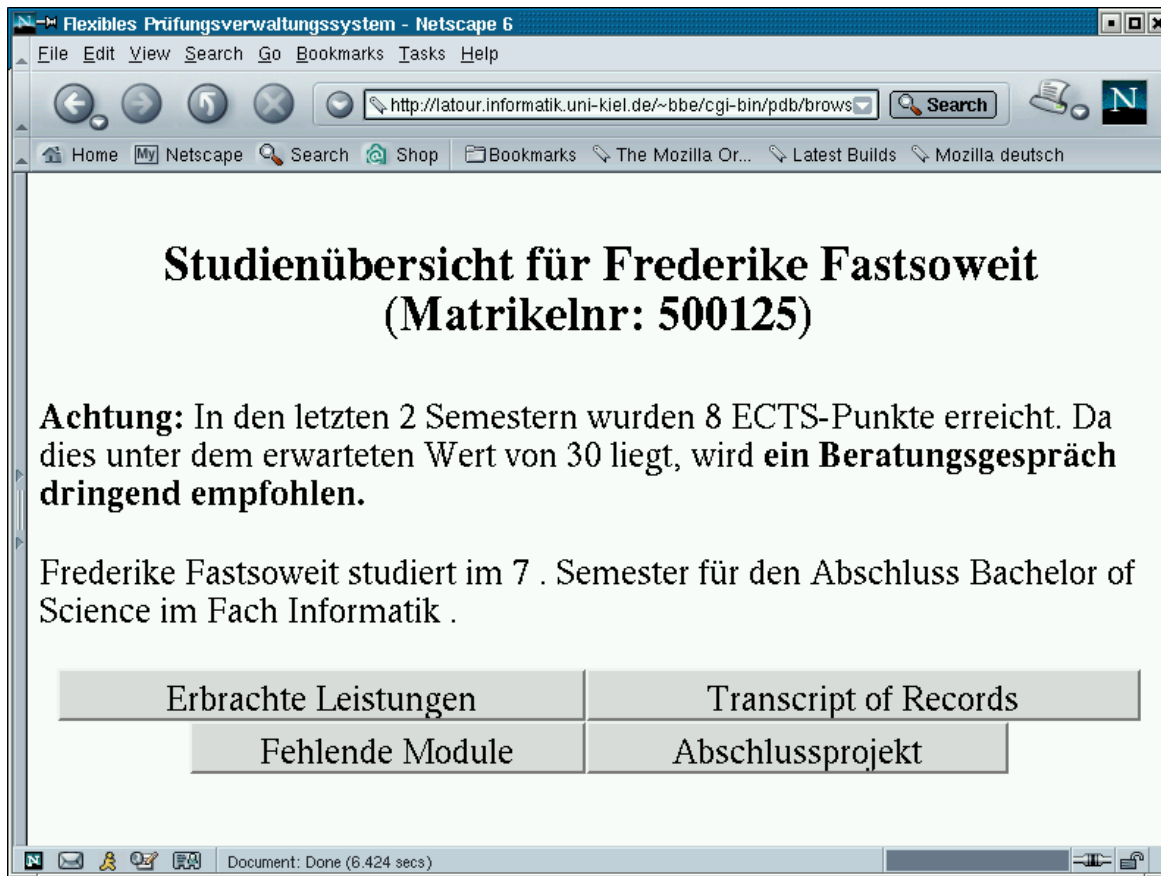 Flexibles Prüfungsverwaltungssystem - Netscape 6
File Edit View Search Go Bookmarks Tasks Help
http://latour.informatik.uni-kiel.de/~bbe/cgi-bin/pdb/brows Search N
Home My Netscape Search Shop Bookmarks The Mozilla Or... Latest Builds Mozilla deutsch
Studienübersicht für Frederike Fastsoweit
(Matrikelnr: 500125)
Achtung: In den letzten 2 Semestern wurden 8 ECTS-Punkte erreicht. Da
dies unter dem erwarteten Wert von 30 liegt, wird ein Beratungsgespräch
dringend empfohlen.
Frederike Fastsoweit studiert im 7 . Semester für den Abschluss Bachelor of
Science im Fach Informatik .
Erbrachte Leistungen Transcript of Records
Fehlende Module Abschlussprojekt
Document: Done (6.424 secs)